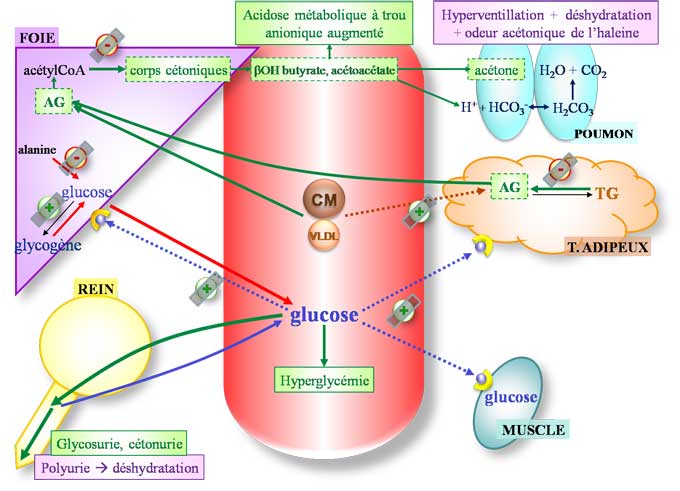 Acidose métabolique à trou
anionique augmenté
Hyperventillation + déshydratation
+ odeur acétonique de l'haleine
FOIE
-
acétylCoA
corps cétoniques
βOH butyrate, acétoacétate
acétone
H₂O + CO₂
AG
H⁺ + HCO₃⁻
H₂CO₃
POUMON
alanine
-
glucose
+
glycogène
CM
VLDL
+
AG
-
TG
T. ADIPEUX
REIN
+
glucose
+
Hyperglycémie
glucose
MUSCLE
Glycosurie, cétonurie
Polyurie → déshydratation